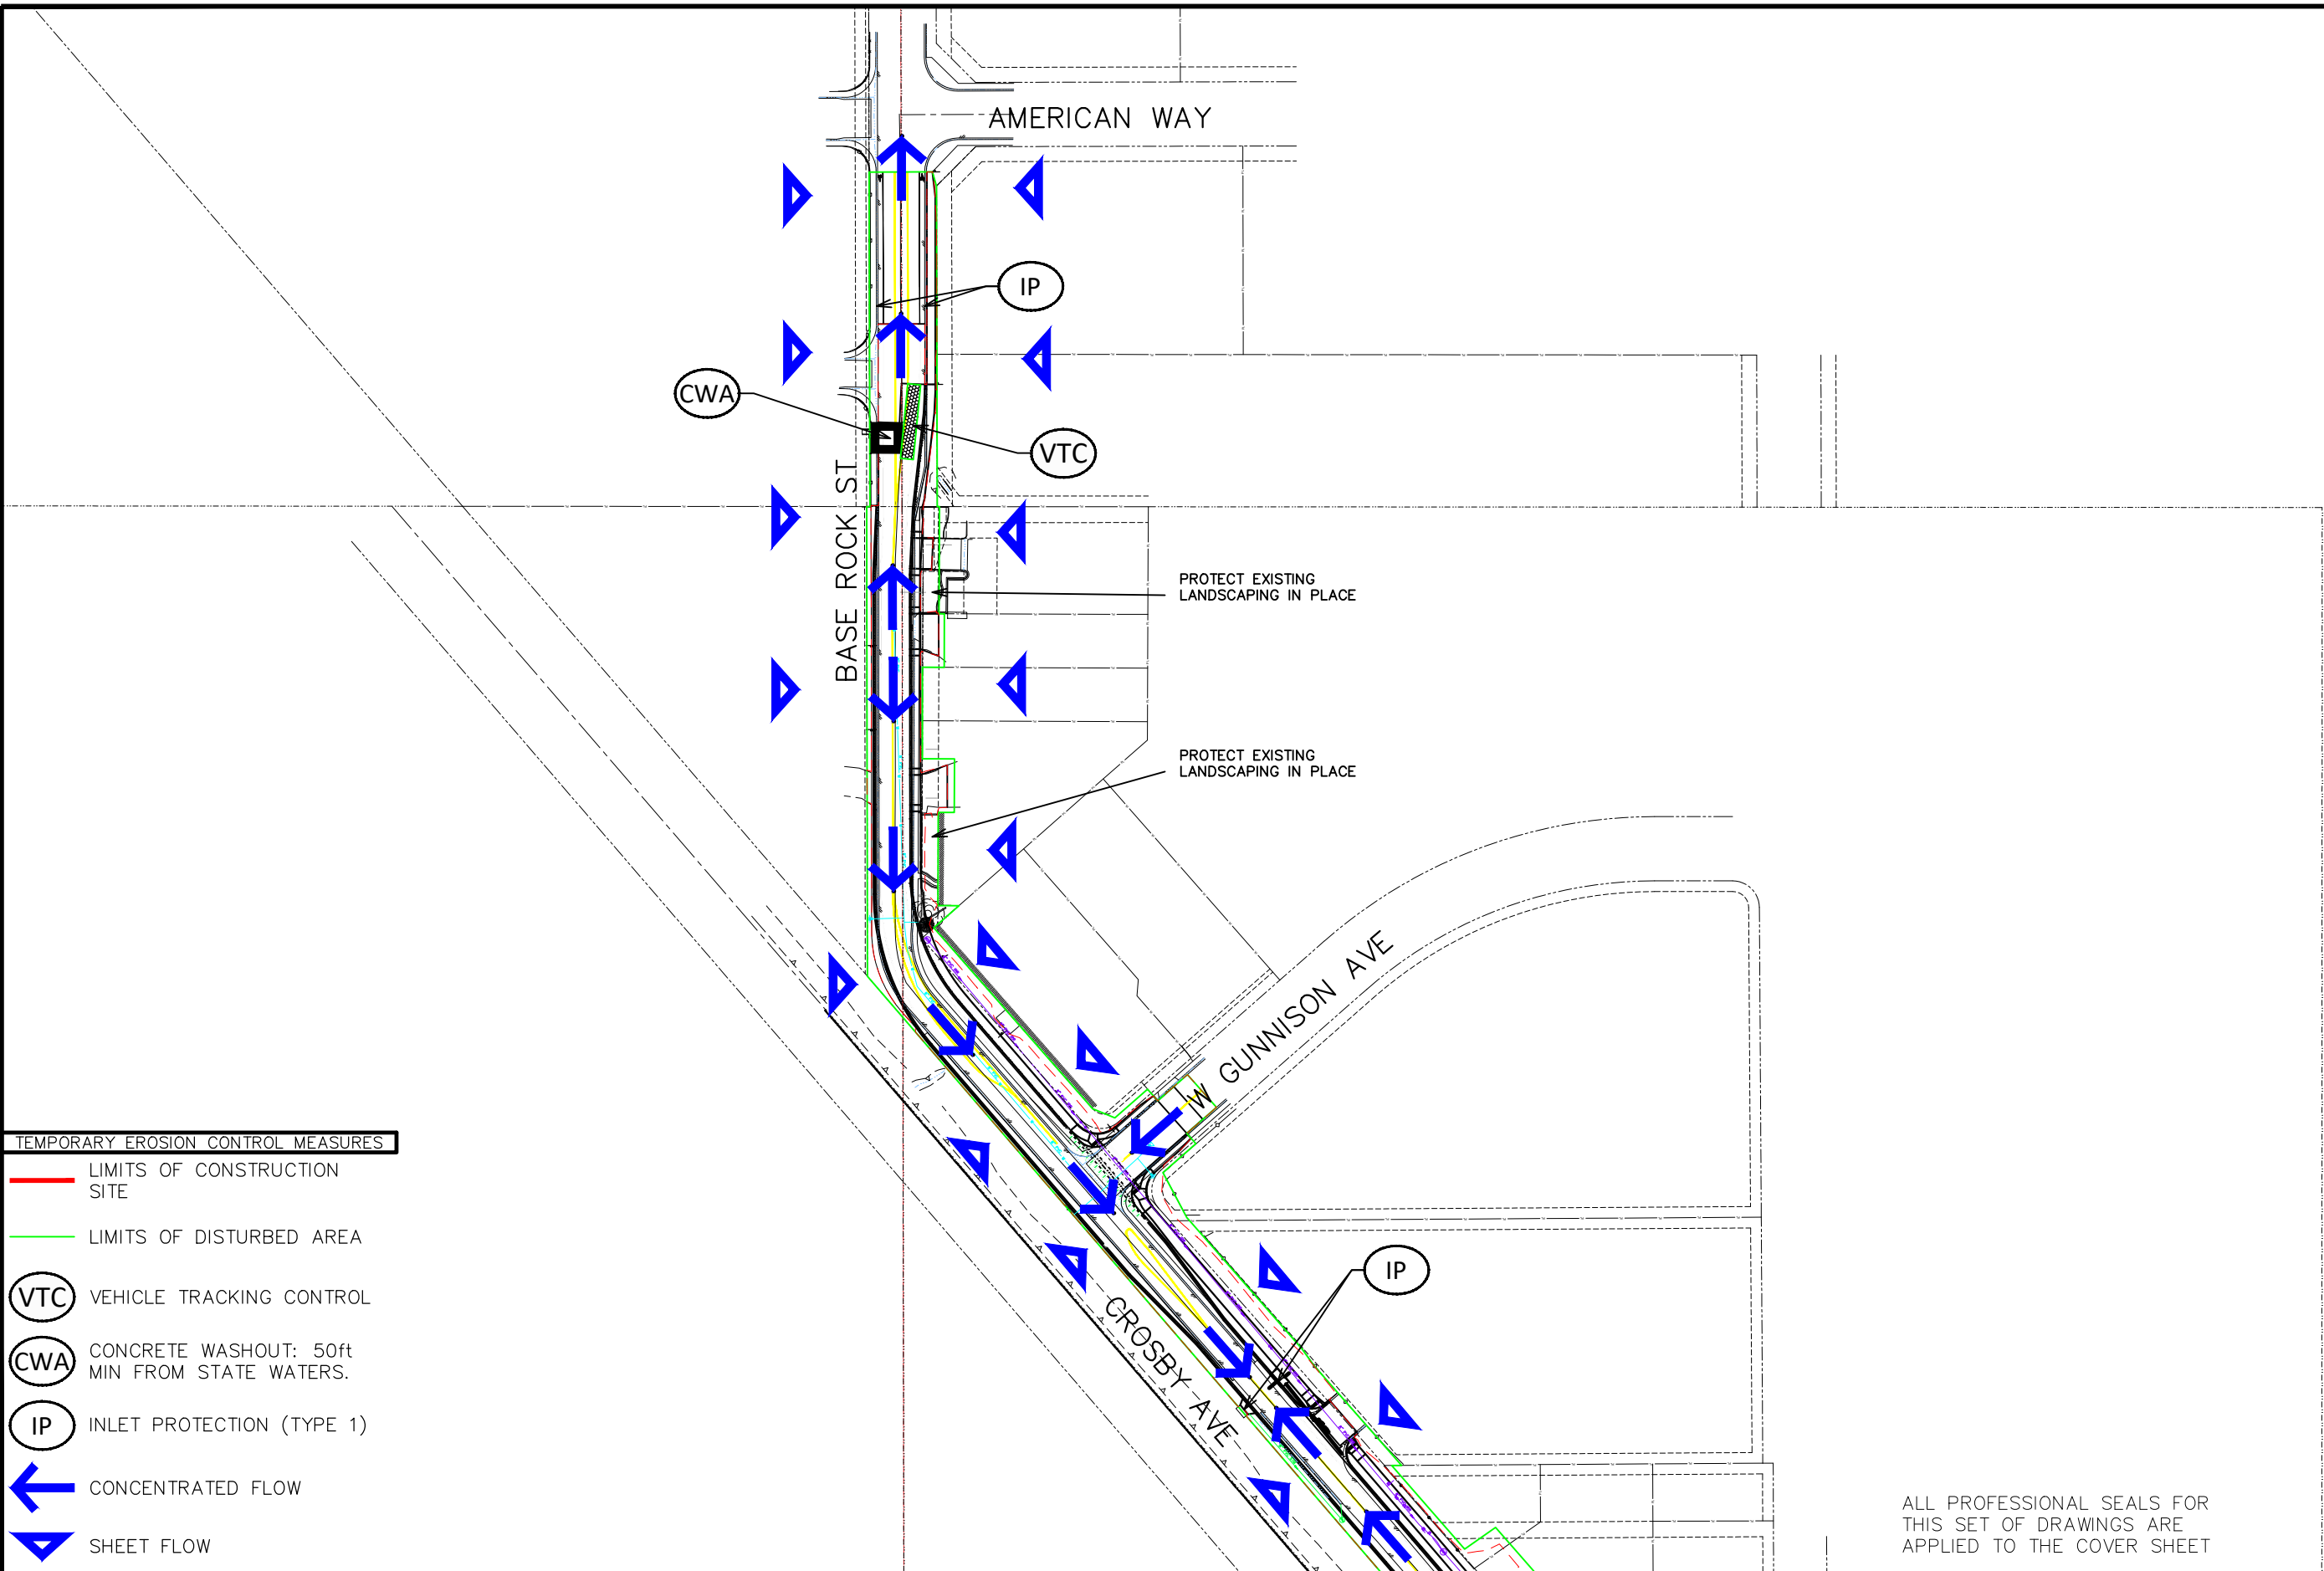 AMERICAN WAY
IP
CWA
VTC
BASE ROCK ST
PROTECT EXISTING
LANDSCAPING IN PLACE
PROTECT EXISTING
LANDSCAPING IN PLACE
W GUNNISON AVE
IP
CROSBY AVE
TEMPORARY EROSION CONTROL MEASURES
LIMITS OF CONSTRUCTION
SITE
LIMITS OF DISTURBED AREA
VTC VEHICLE TRACKING CONTROL
CWA CONCRETE WASHOUT: 50ft
MIN FROM STATE WATERS.
IP INLET PROTECTION (TYPE 1)
CONCENTRATED FLOW
SHEET FLOW
ALL PROFESSIONAL SEALS FOR
THIS SET OF DRAWINGS ARE
APPLIED TO THE COVER SHEET